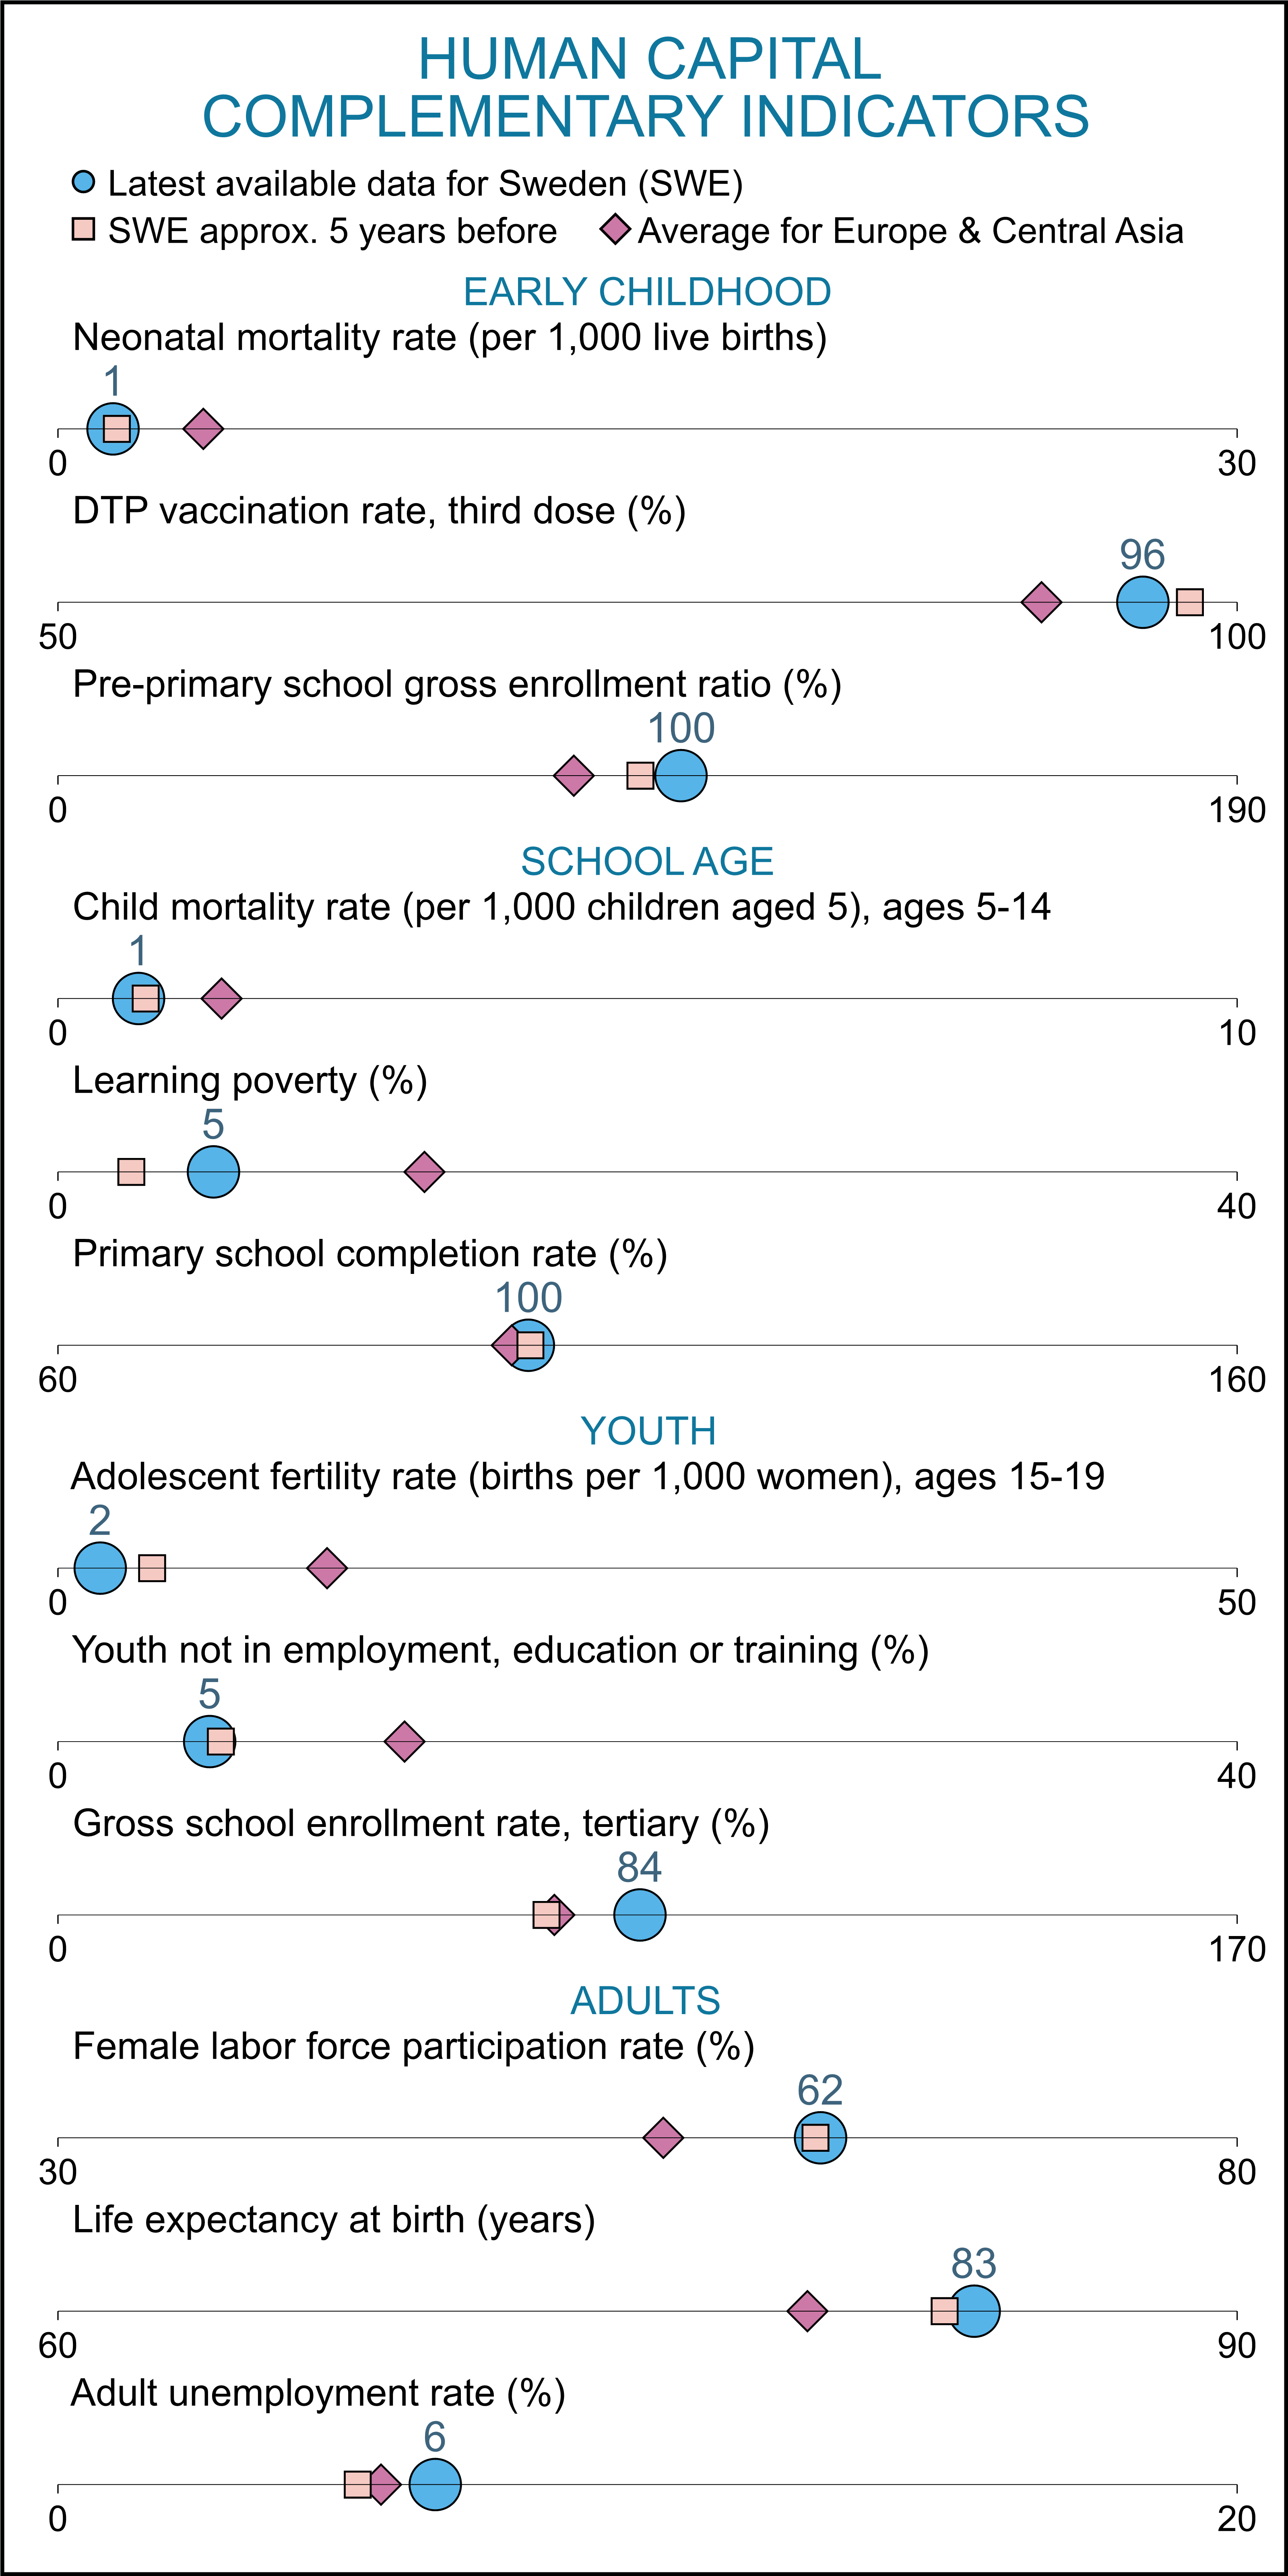 HUMAN CAPITAL
COMPLEMENTARY INDICATORS
Latest available data for Sweden (SWE)
SWE approx. 5 years before Average for Europe & Central Asia
EARLY CHILDHOOD
Neonatal mortality rate (per 1,000 live births)
1
0 30
DTP vaccination rate, third dose (%)
96
50 100
Pre-primary school gross enrollment ratio (%)
100
0 190
SCHOOL AGE
Child mortality rate (per 1,000 children aged 5), ages 5-14
1
0 10
Learning poverty (%)
5
0 40
Primary school completion rate (%)
100
60 160
YOUTH
Adolescent fertility rate (births per 1,000 women), ages 15-19
2
0 50
Youth not in employment, education or training (%)
5
0 40
Gross school enrollment rate, tertiary (%)
84
0 170
ADULTS
Female labor force participation rate (%)
62
30 80
Life expectancy at birth (years)
83
60 90
Adult unemployment rate (%)
6
0 20